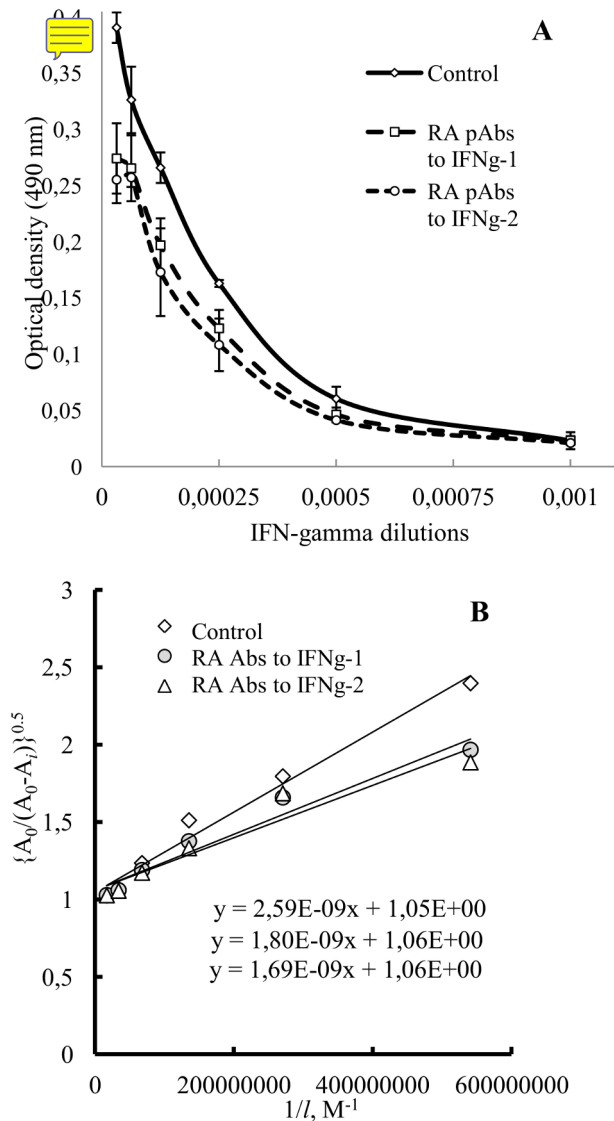 A
0,4
0,35
0,3
0,25
0,2
0,15
0,1
0,05
0
Optical density (490 nm)
Control
RA pAbs
to IFNg-1
RA pAbs
to IFNg-2
0 0,00025 0,0005 0,00075 0,001
IFN-gamma dilutions
B
3
2,5
2
1,5
1
0,5
0
{A0/(A0-Ai)}0.5
Control
RA Abs to IFNg-1
RA Abs to IFNg-2
y = 2,59E-09x + 1,05E+00
y = 1,80E-09x + 1,06E+00
y = 1,69E-09x + 1,06E+00
0 200000000 400000000 600000000
1/l, M-1